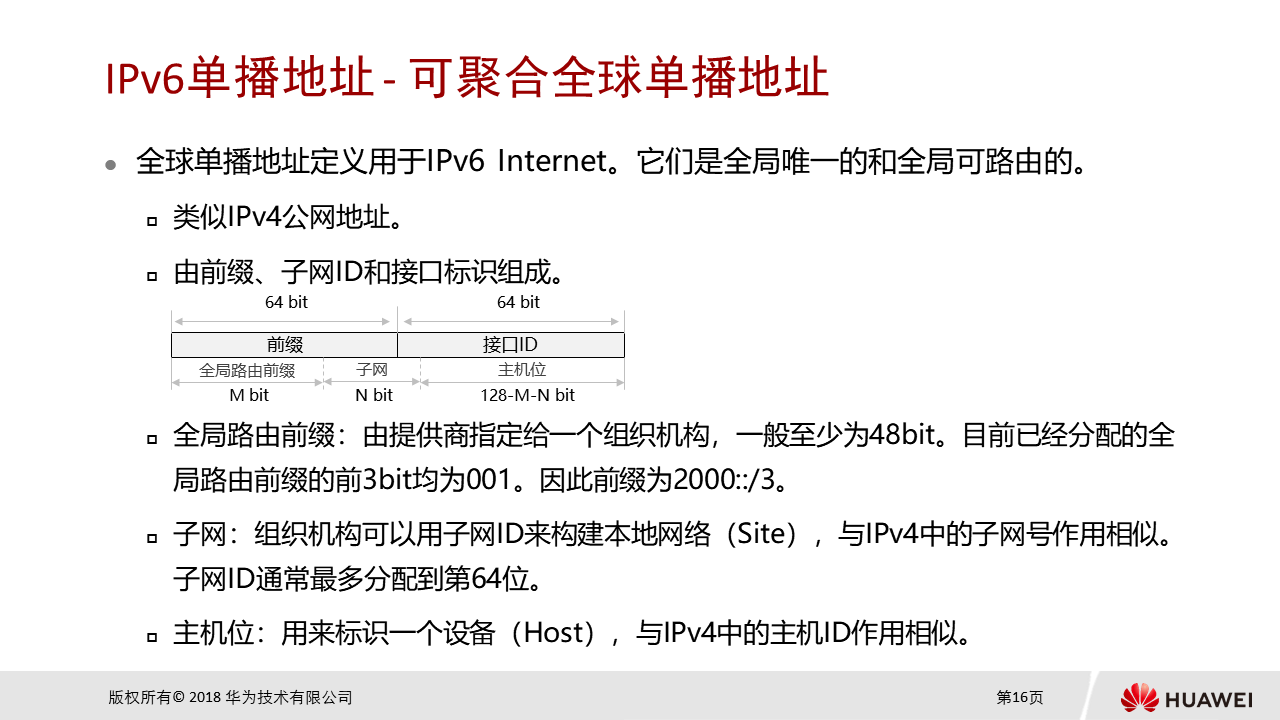 IPv6单播地址 - 可聚合全球单播地址
全球单播地址定义用于IPv6 Internet。它们是全局唯一的和全局可路由的。
类似IPv4公网地址。
由前缀、子网ID和接口标识组成。
64 bit 64 bit
前缀 接口ID
全局路由前缀 子网 主机位
M bit N bit 128-M-N bit
全局路由前缀：由提供商指定给一个组织机构，一般至少为48bit。目前已经分配的全
局路由前缀的前3bit均为001。因此前缀为2000::/3。
子网：组织机构可以用子网ID来构建本地网络（Site），与IPv4中的子网号作用相似。
子网ID通常最多分配到第64位。
主机位：用来标识一个设备（Host），与IPv4中的主机ID作用相似。
版权所有© 2018 华为技术有限公司 第16页 HUAWEI